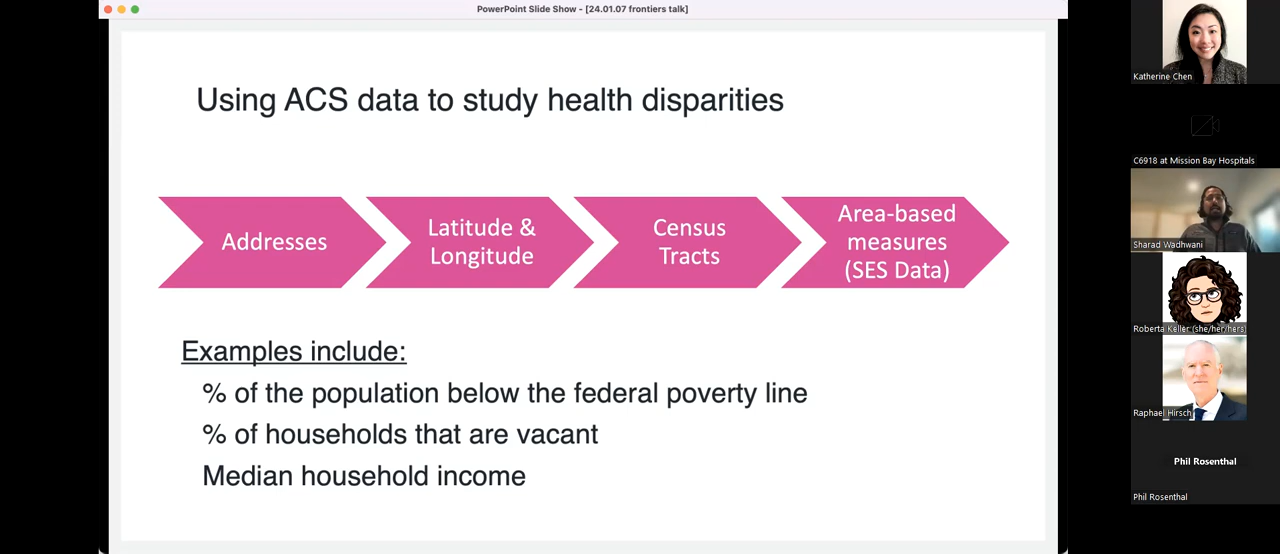 PowerPoint Slide Show - [24.01.07 frontiers talk]
Using ACS data to study health disparities
Addresses
Latitude &
Longitude
Census
Tracts
Area-based
measures
(SES Data)
Examples include:
% of the population below the federal poverty line
% of households that are vacant
Median household income
Katherine Chen
C6918 at Mission Bay Hospitals
Sharad Wadhwani
Roberta Keller (she/her/hers)
Raphael Hirsch
Phil Rosenthal
Phil Rosenthal